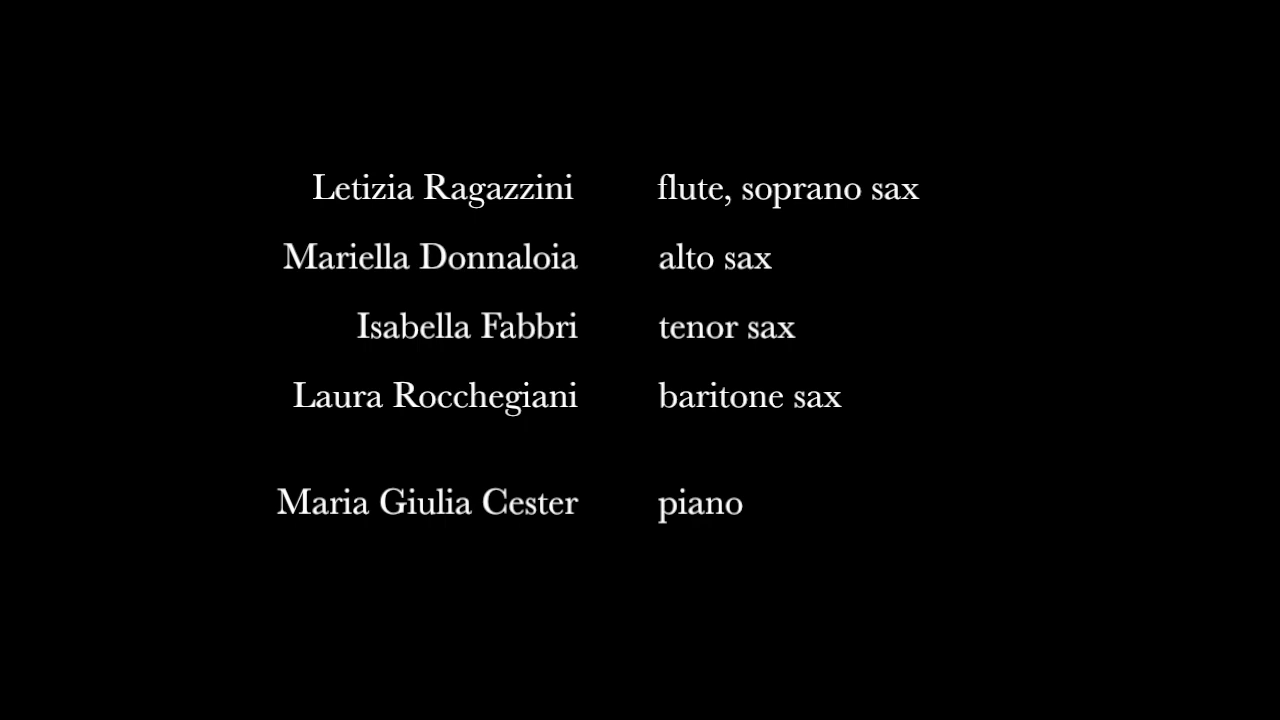 Letizia Ragazzini flute, soprano sax
Mariella Donnaloia alto sax
Isabella Fabbri tenor sax
Laura Rocchegiani baritone sax
Maria Giulia Cester piano